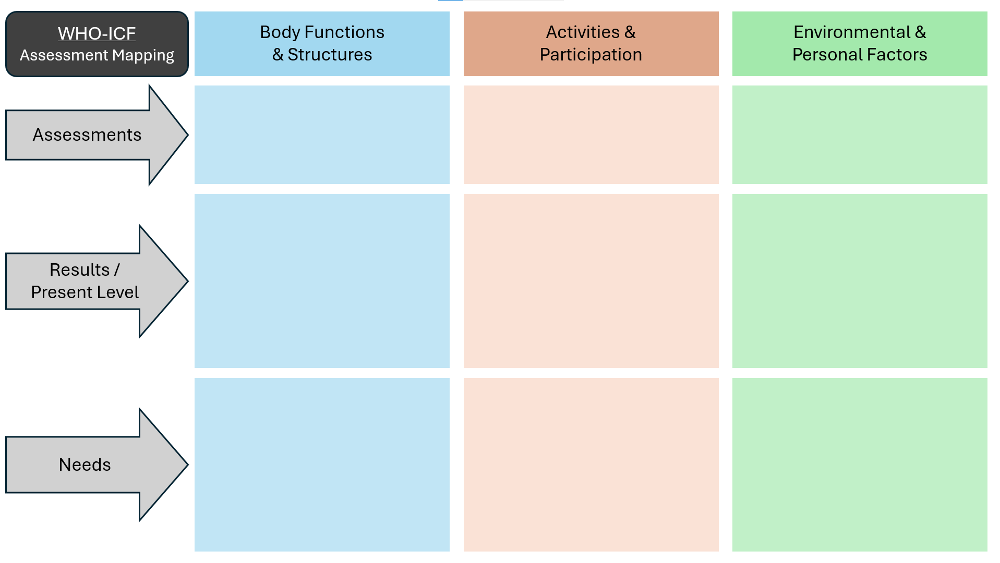 WHO-ICF
Assessment Mapping
Body Functions
& Structures
Activities &
Participation
Environmental &
Personal Factors
Assessments
Results /
Present Level
Needs